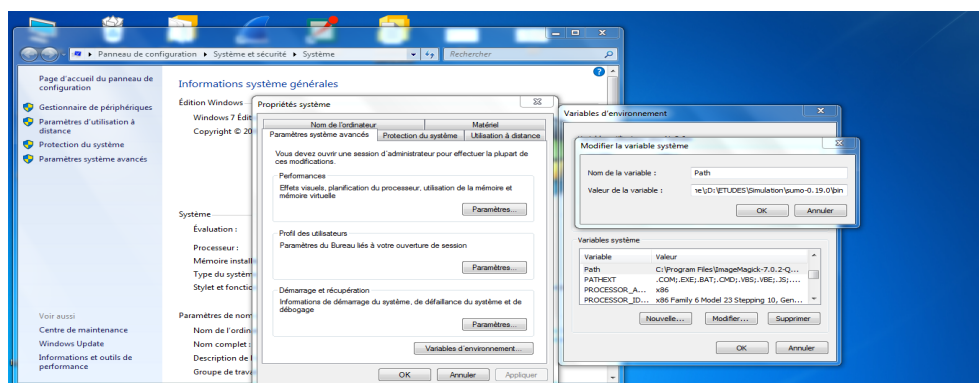 Panneau de configuration ▸ Système et sécurité ▸ Système
Rechercher
Page d'accueil du panneau de
configuration
Gestionnaire de périphériques
Paramètres d'utilisation à
distance
Protection du système
Paramètres système avancés
Voir aussi
Centre de maintenance
Windows Update
Informations et outils de
performance
Informations système générales
Édition Windows
Windows 7 Édit
Copyright © 20
Système
Évaluation :
Processeur :
Mémoire install
Type du systèm
Stylet et fonctio
Paramètres de nom
Nom de l'ordin
Nom complet :
Description de l
Groupe de trava
Propriétés système
Nom de l'ordinateur
Matériel
Paramètres système avancés
Protection du système
Utilisation à distance
Vous devez ouvrir une session d'administrateur pour effectuer la plupart de
ces modifications.
Performances
Effets visuels, planification du processeur, utilisation de la mémoire et
mémoire virtuelle
Paramètres...
Profil des utilisateurs
Paramètres du Bureau liés à votre ouverture de session
Paramètres...
Démarrage et récupération
Informations de démarrage du système, de défaillance du système et de
débogage
Paramètres...
Variables d'environnement...
OK
Annuler
Appliquer
Variables d'environnement
Modifier la variable système
Nom de la variable :
Path
Valeur de la variable :
ne\;D:\ETUDES\Simulation\sumo-0.19.0\bin
OK
Annuler
Variables système
Variable Valeur
Path C:\Program Files\ImageMagick-7.0.2-Q...
PATHEXT .COM;.EXE;.BAT;.CMD;.VBS;.VBE;.JS;....
PROCESSOR_A... x86
PROCESSOR_ID... x86 Family 6 Model 23 Stepping 10, Gen...
Nouvelle...
Modifier...
Supprimer
OK
Annuler